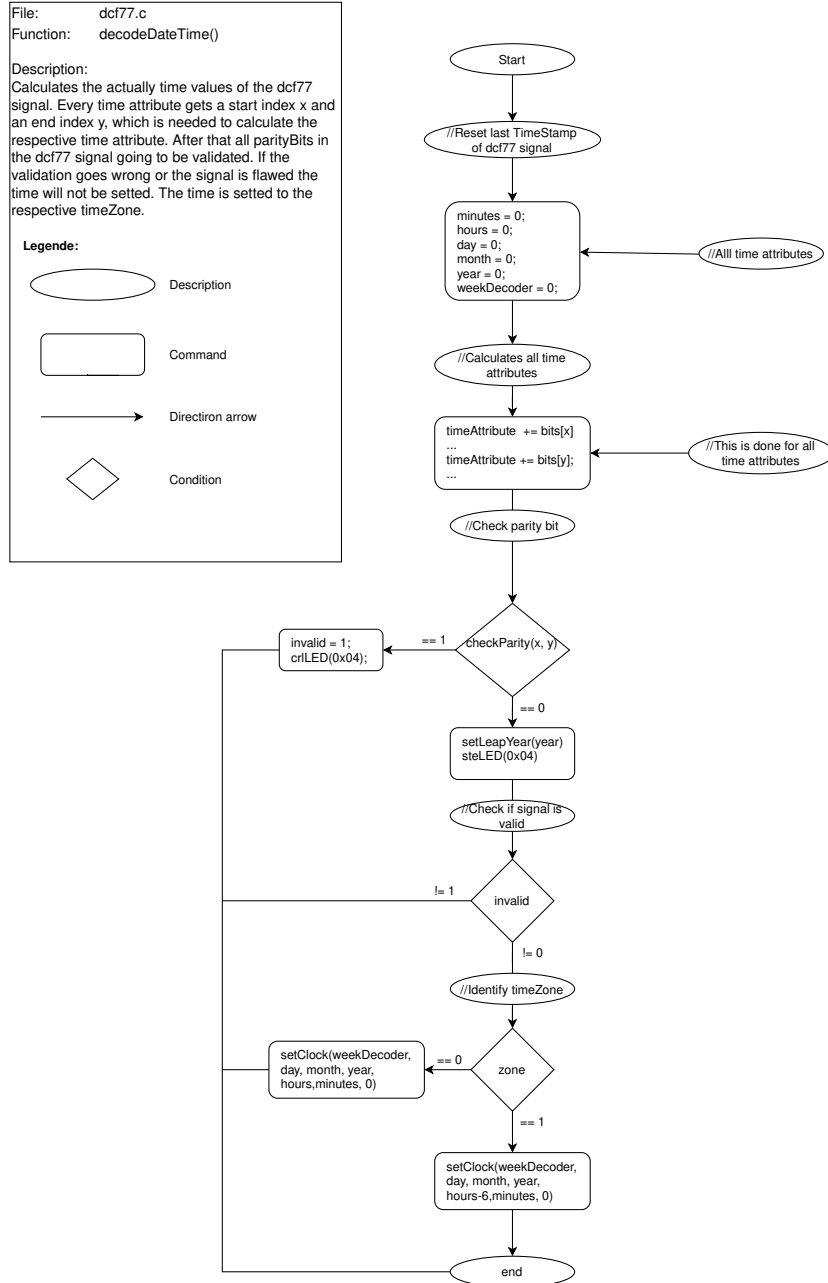 File: dcf77.c
Function: decodeDateTime()
Description:
Calculates the actually time values of the dcf77
signal. Every time attribute gets a start index x and
an end index y, which is needed to calculate the
respective time attribute. After that all parityBits in
the dcf77 signal going to be validated. If the
validation goes wrong or the signal is flawed the
time will not be setted. The time is setted to the
respective timeZone.
Legende:
Description
Command
Directiron arrow
Condition
Start
//Reset last TimeStamp
of dcf77 signal
minutes = 0;
hours = 0;
day = 0;
month = 0;
year = 0;
weekDecoder = 0;
//Alll time attributes
//Calculates all time
attributes
timeAttribute += bits[x]
...
timeAttribute += bits[y];
...
//This is done for all
time attributes
//Check parity bit
checkParity(x, y)
== 1
invalid = 1;
crlLED(0x04);
== 0
setLeapYear(year)
steLED(0x04)
//Check if signal is
valid
invalid
!= 1
!= 0
//Identify timeZone
zone
== 0
setClock(weekDecoder,
day, month, year,
hours,minutes, 0)
== 1
setClock(weekDecoder,
day, month, year,
hours-6,minutes, 0)
end